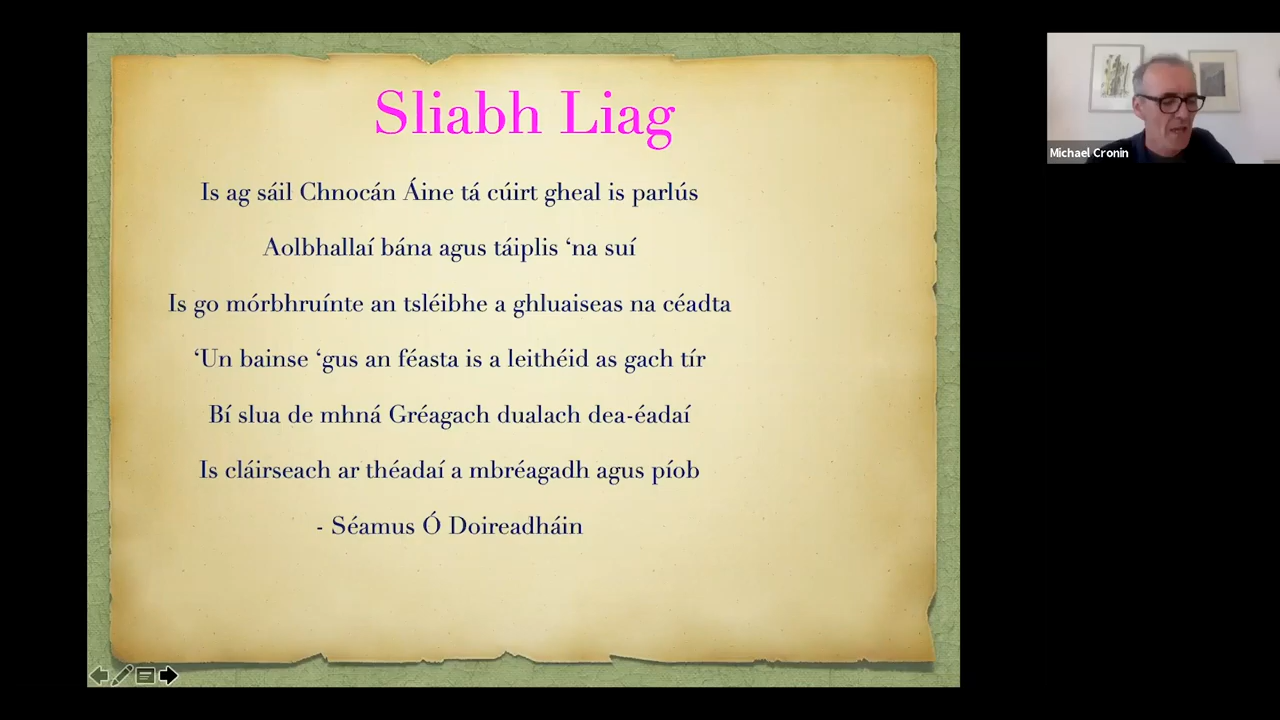 Sliabh Liag
Is ag sáil Chnocán Áine tá cúirt gheal is parlús
Aolbhallaí bána agus táiplis ‘na suí
Is go mórbhruínte an tsléibhe a ghluaiseas na céadta
‘Un bainse ‘gus an féasta is a leithéid as gach tír
Bí slua de mhná Gréagach dualach dea-éadaí
Is cláirseach ar théadaí a mbréagadh agus píob
- Séamus Ó Doireadháin
Michael Cronin